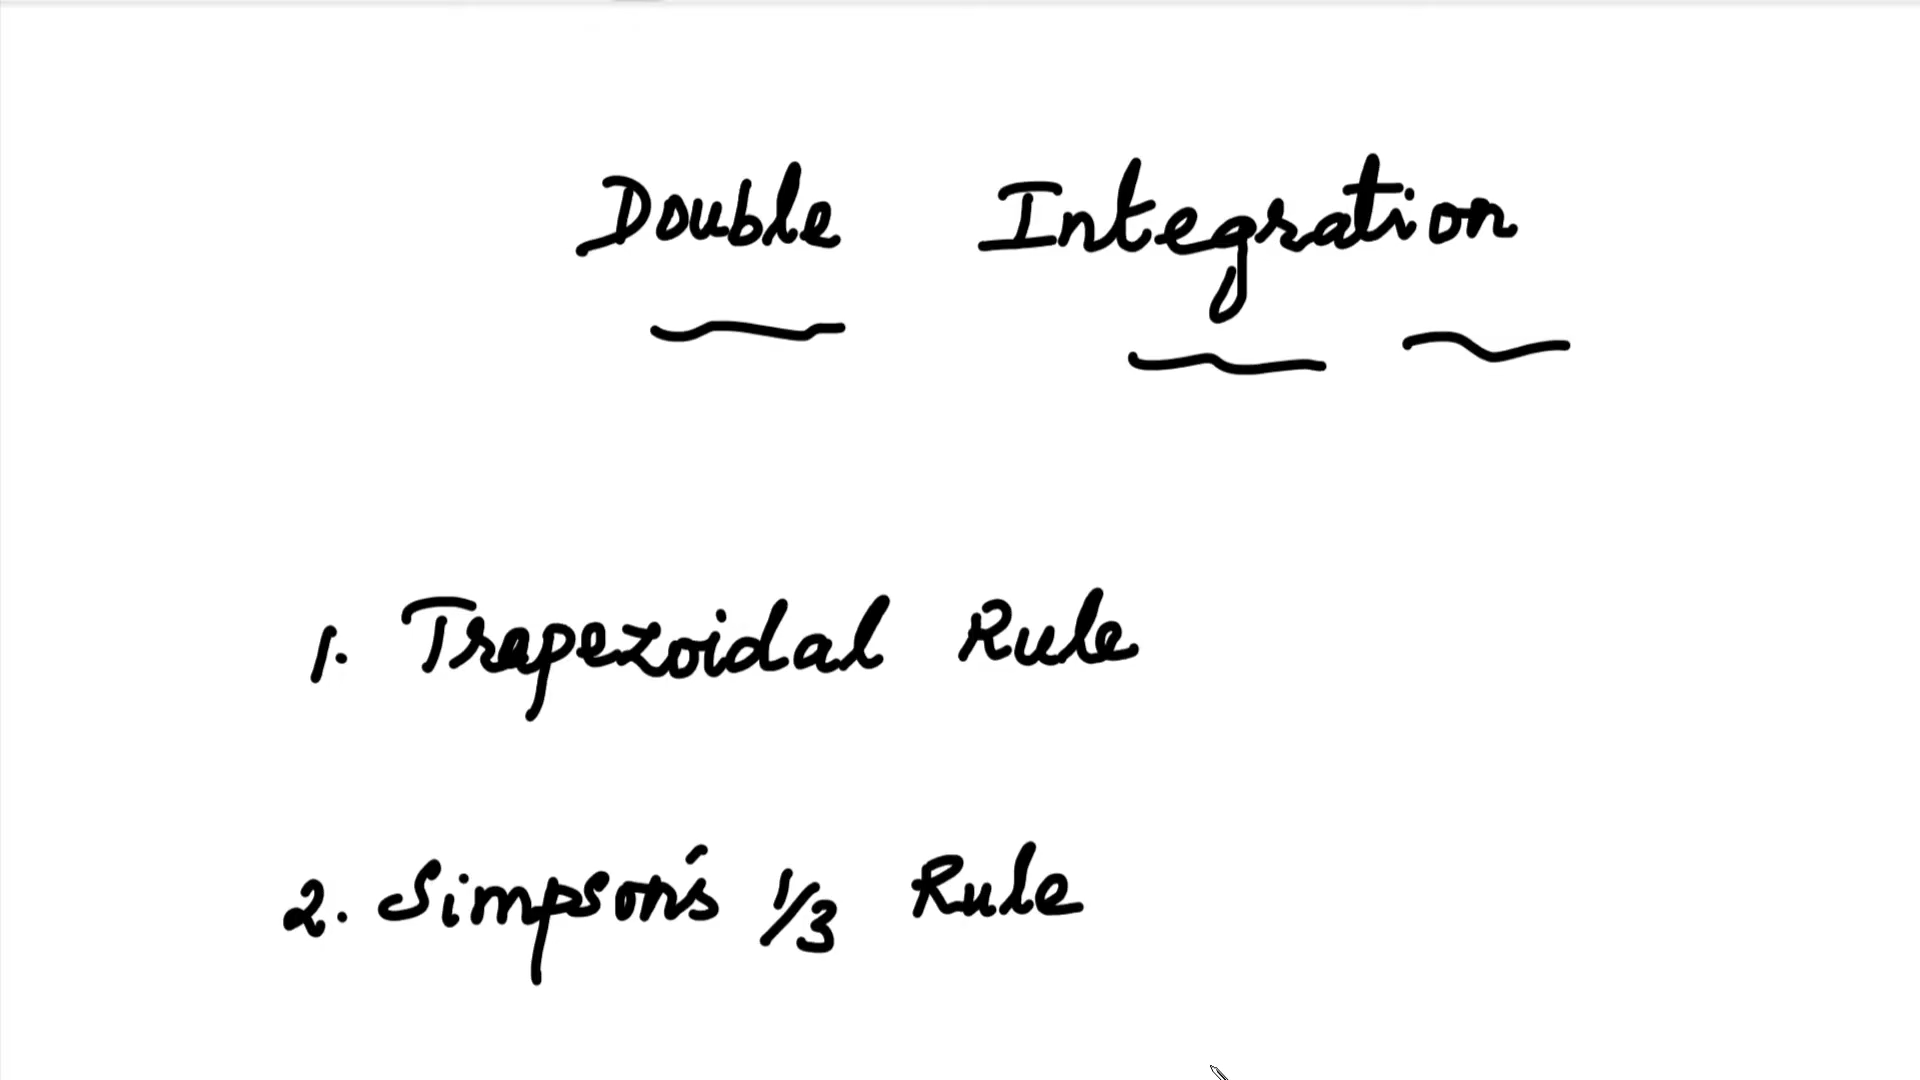 Double Integration
1. Trapezoidal Rule
2. Simpson's 1/3 Rule